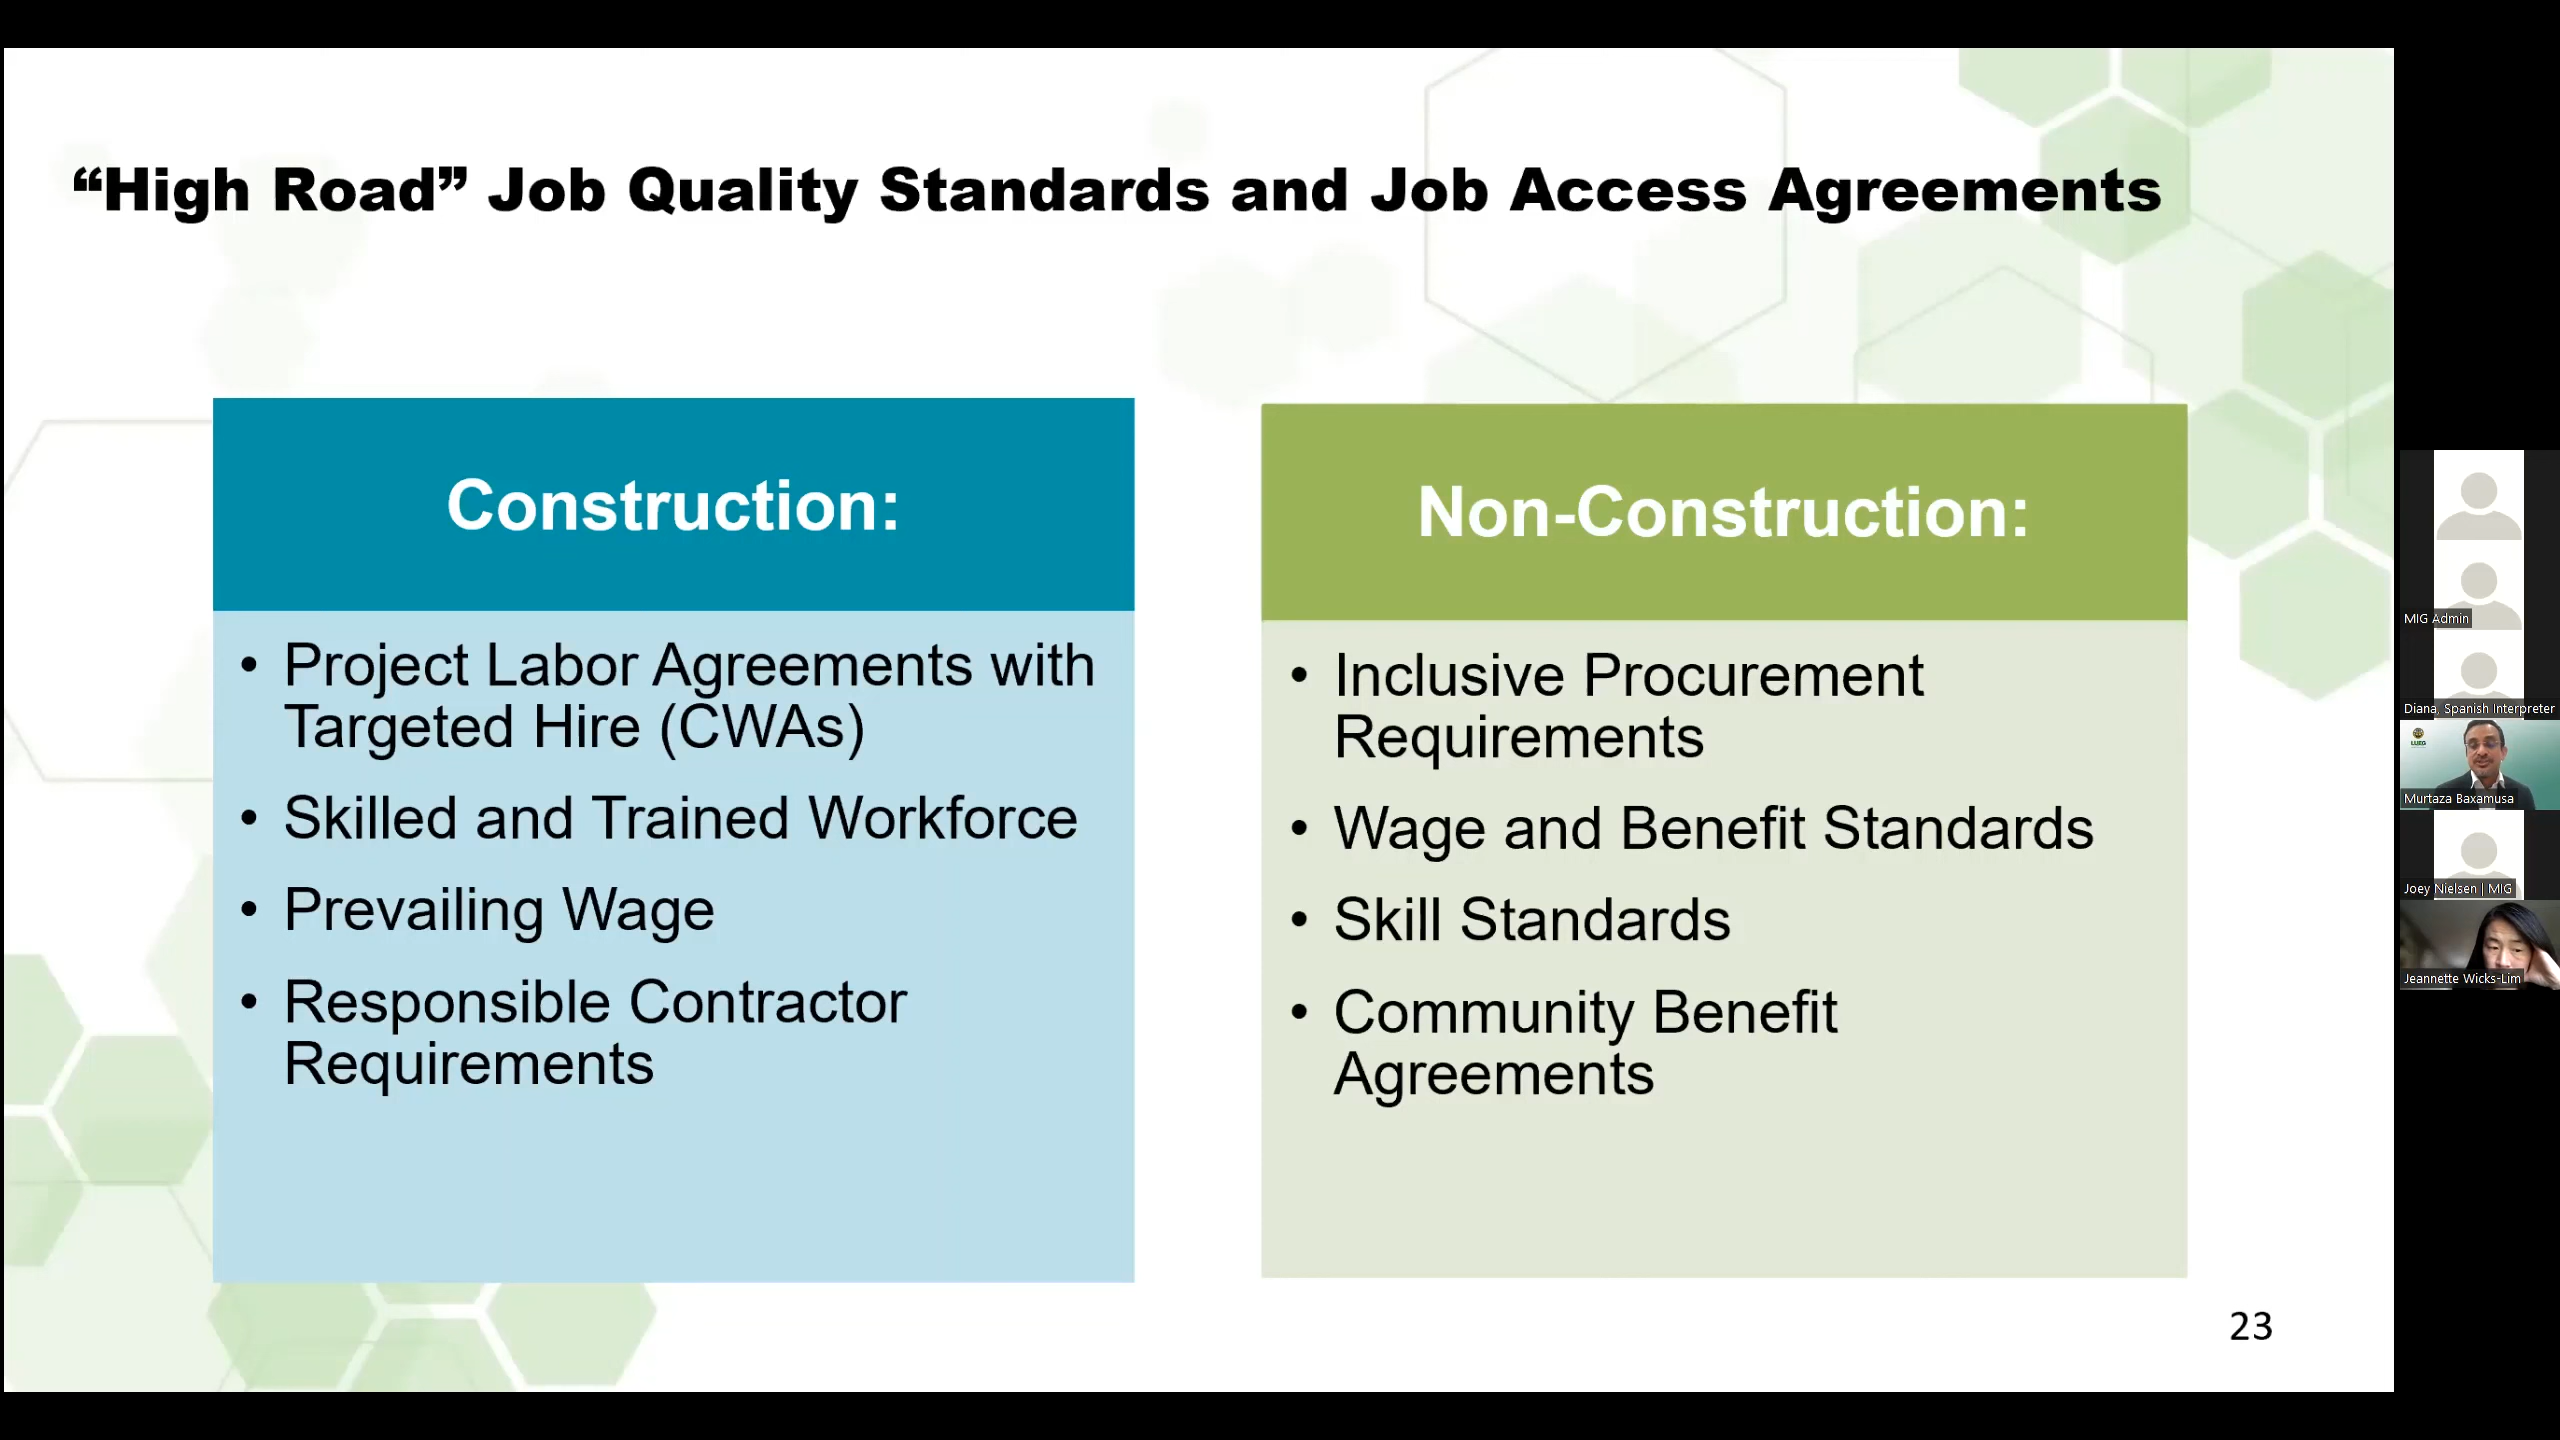 “High Road” Job Quality Standards and Job Access Agreements
Construction:
• Project Labor Agreements with
Targeted Hire (CWAs)
• Skilled and Trained Workforce
• Prevailing Wage
• Responsible Contractor
Requirements
Non-Construction:
• Inclusive Procurement
Requirements
• Wage and Benefit Standards
• Skill Standards
• Community Benefit
Agreements
23
MIG Admin
Diana, Spanish Interpreter
LUEG
Murtaza Baxamusa
Joey Nielsen | MIG
Jeannette Wicks-Lim